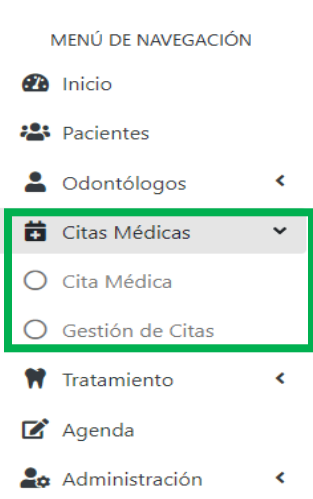 MENÚ DE NAVEGACIÓN
Inicio
Pacientes
Odontólogos
Citas Médicas
Cita Médica
Gestión de Citas
Tratamiento
Agenda
Administración